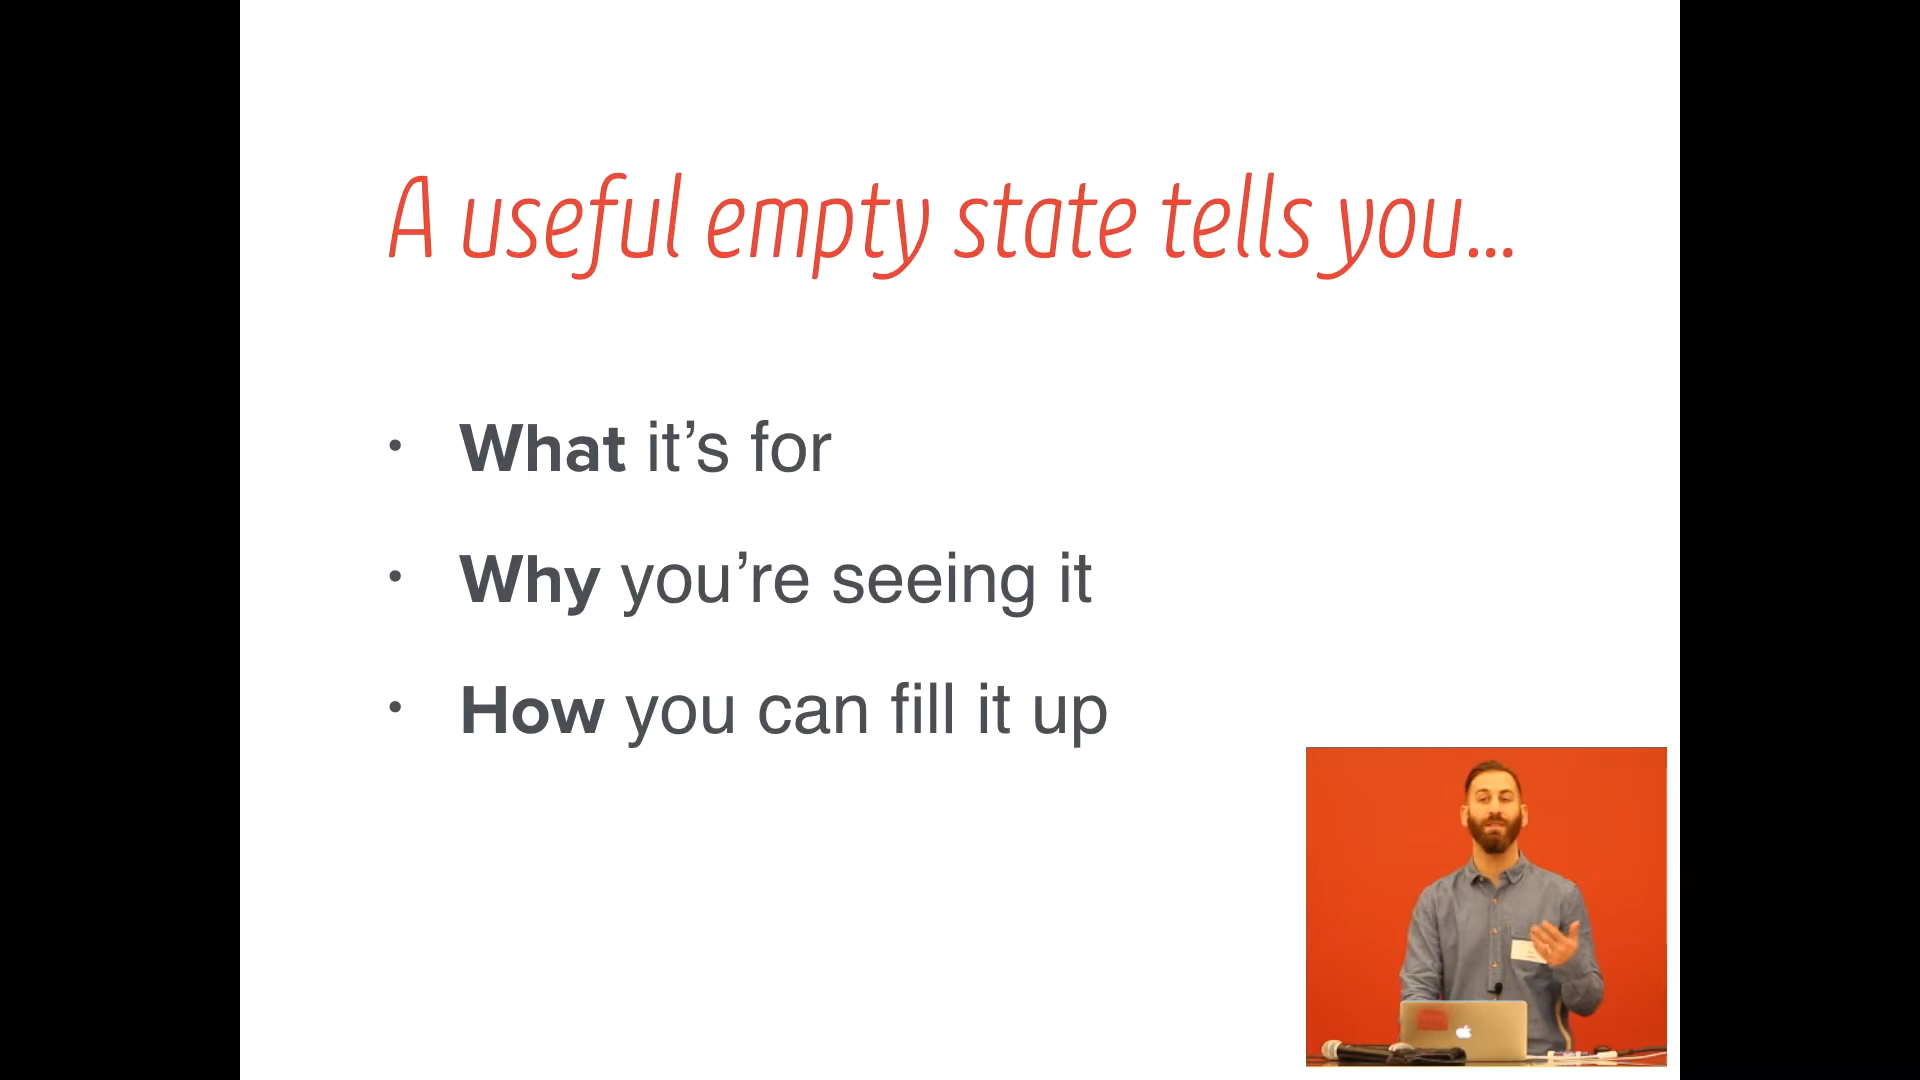 A useful empty state tells you...
• What it’s for
• Why you’re seeing it
• How you can fill it up